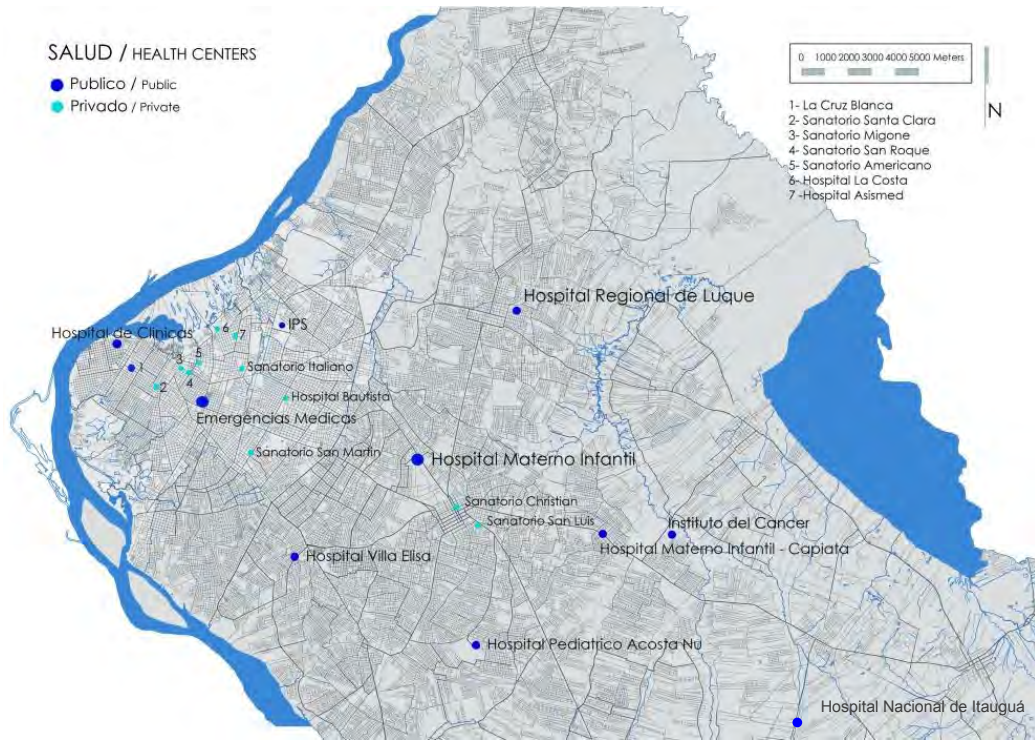 SALUD / HEALTH CENTERS
Publico / Public
Privado / Private
0 1000 2000 3000 4000 5000 Meters
N
1- La Cruz Blanca
2- Sanatorio Santa Clara
3- Sanatorio Migone
4- Sanatorio San Roque
5- Sanatorio Americano
6- Hospital La Costa
7 -Hospital Asismed
Hospital Regional de Luque
Hospital de Clinicas
6
IPS
7
1
2
3
4
5
Sanatorio Italiano
Hospital Bautista
Emergencias Medicas
Sanatorio San Martin
Hospital Materno Infantil
Sanatorio Christian
Sanatorio San Luis
Instituto del Cancer
Hospital Materno Infantil - Capiata
Hospital Villa Elisa
Hospital Pediatrico Acosta Nu
Hospital Nacional de Itauguá